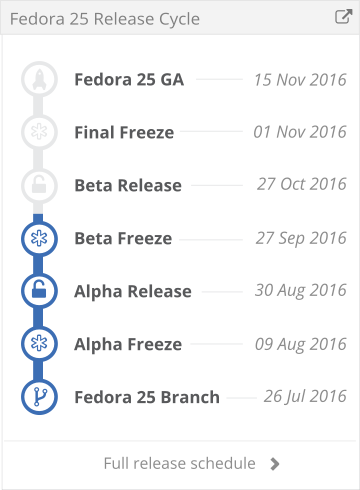 Fedora 25 Release Cycle
Fedora 25 GA 15 Nov 2016
Final Freeze 01 Nov 2016
Beta Release 27 Oct 2016
Beta Freeze 27 Sep 2016
Alpha Release 30 Aug 2016
Alpha Freeze 09 Aug 2016
Fedora 25 Branch 26 Jul 2016
Full release schedule